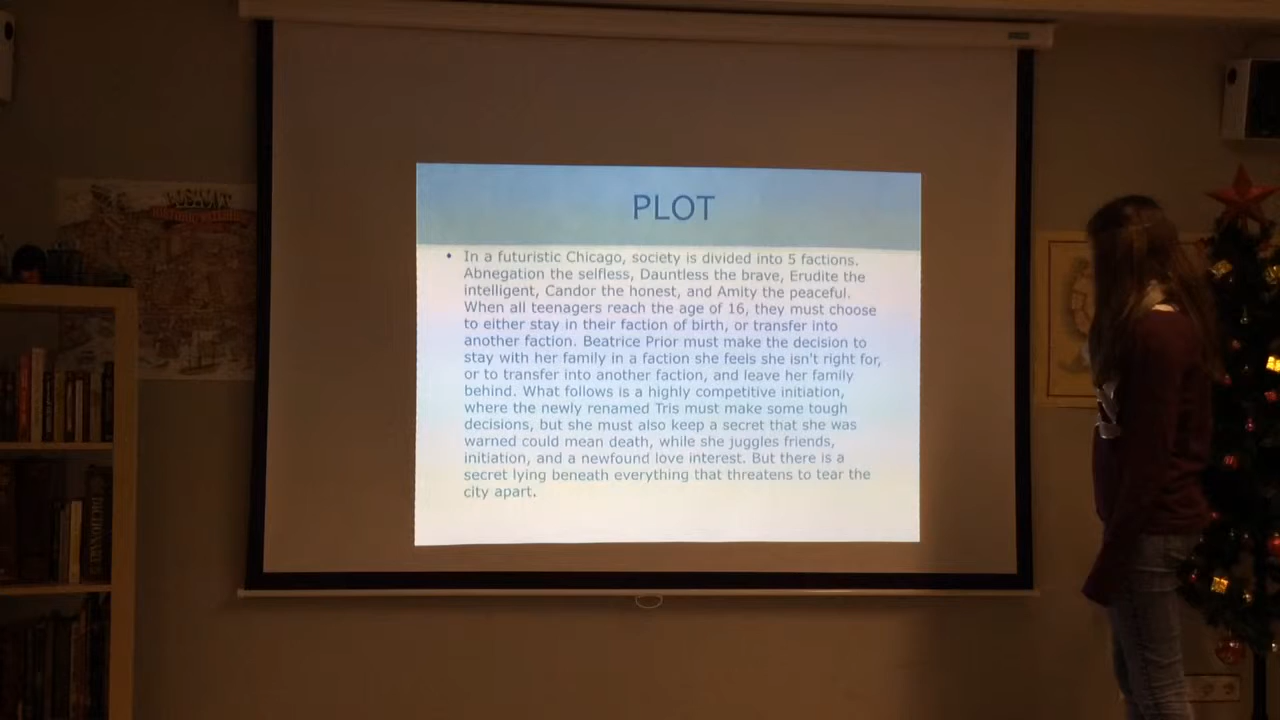 PLOT
• In a futuristic Chicago, society is divided into 5 factions.
Abnegation the selfless, Dauntless the brave, Erudite the
intelligent, Candor the honest, and Amity the peaceful.
When all teenagers reach the age of 16, they must choose
to either stay in their faction of birth, or transfer into
another faction. Beatrice Prior must make the decision to
stay with her family in a faction she feels she isn't right for,
or to transfer into another faction, and leave her family
behind. What follows is a highly competitive initiation,
where the newly renamed Tris must make some tough
decisions, but she must also keep a secret that she was
warned could mean death, while she juggles friends,
initiation, and a newfound love interest. But there is a
secret lying beneath everything that threatens to tear the
city apart.